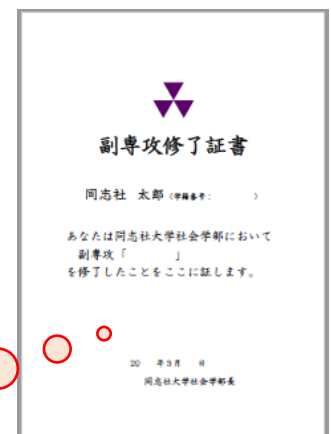 副専攻修了証書
同志社 太郎（学籍番号：　　　　）
あなたは同志社大学社会学部において
副専攻「　　　　」
を修了したことをここに証します。
20　 年3月　 日
同志社大学社会学部長